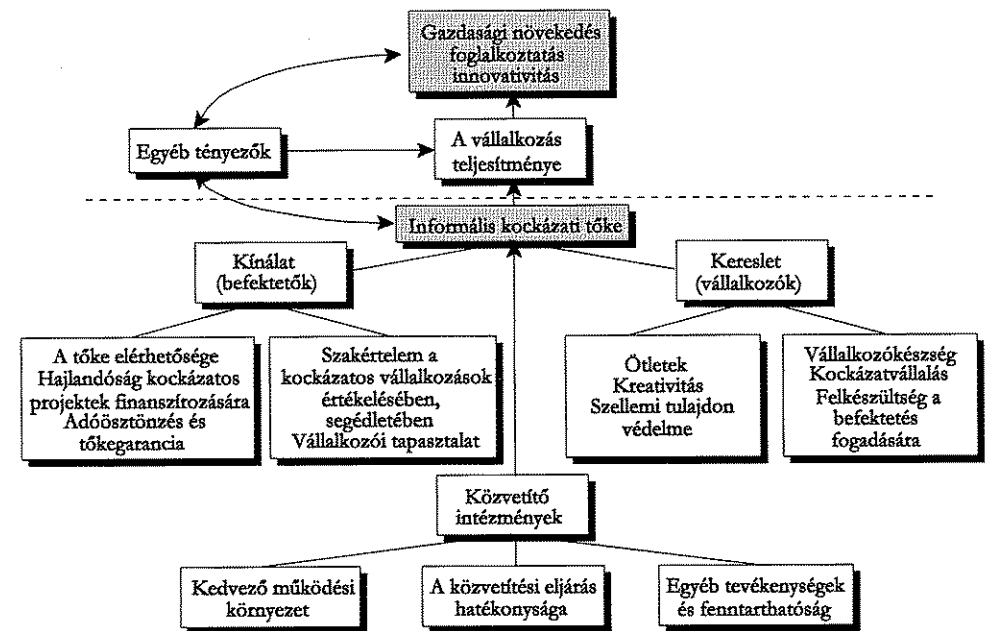 Gazdasági növekedés
foglalkoztatás
innovativitás
Egyéb tényezők
A vállalkozás
teljesítménye
Informális kockázati tőke
Kínálat
(befektetők)
Kereslet
(vállalkozók)
A tőke elérhetősége
Hajlandóság kockázatos
projektek finanszírozására
Adóösztönzés és
tőkegarancia
Szakértelem a
kockázatos vállalkozások
értékelésében,
segédletében
Vállalkozói tapasztalat
Ötletek
Kreativitás
Szellemi tulajdon
védelme
Vállalkozókészség
Kockázatvállalás
Felkészültség a
befektetés
fogadására
Közvetítő
intézmények
Kedvező működési
környezet
A közvetítési eljárás
hatékonysága
Egyéb tevékenységek
és fenntarthatóság